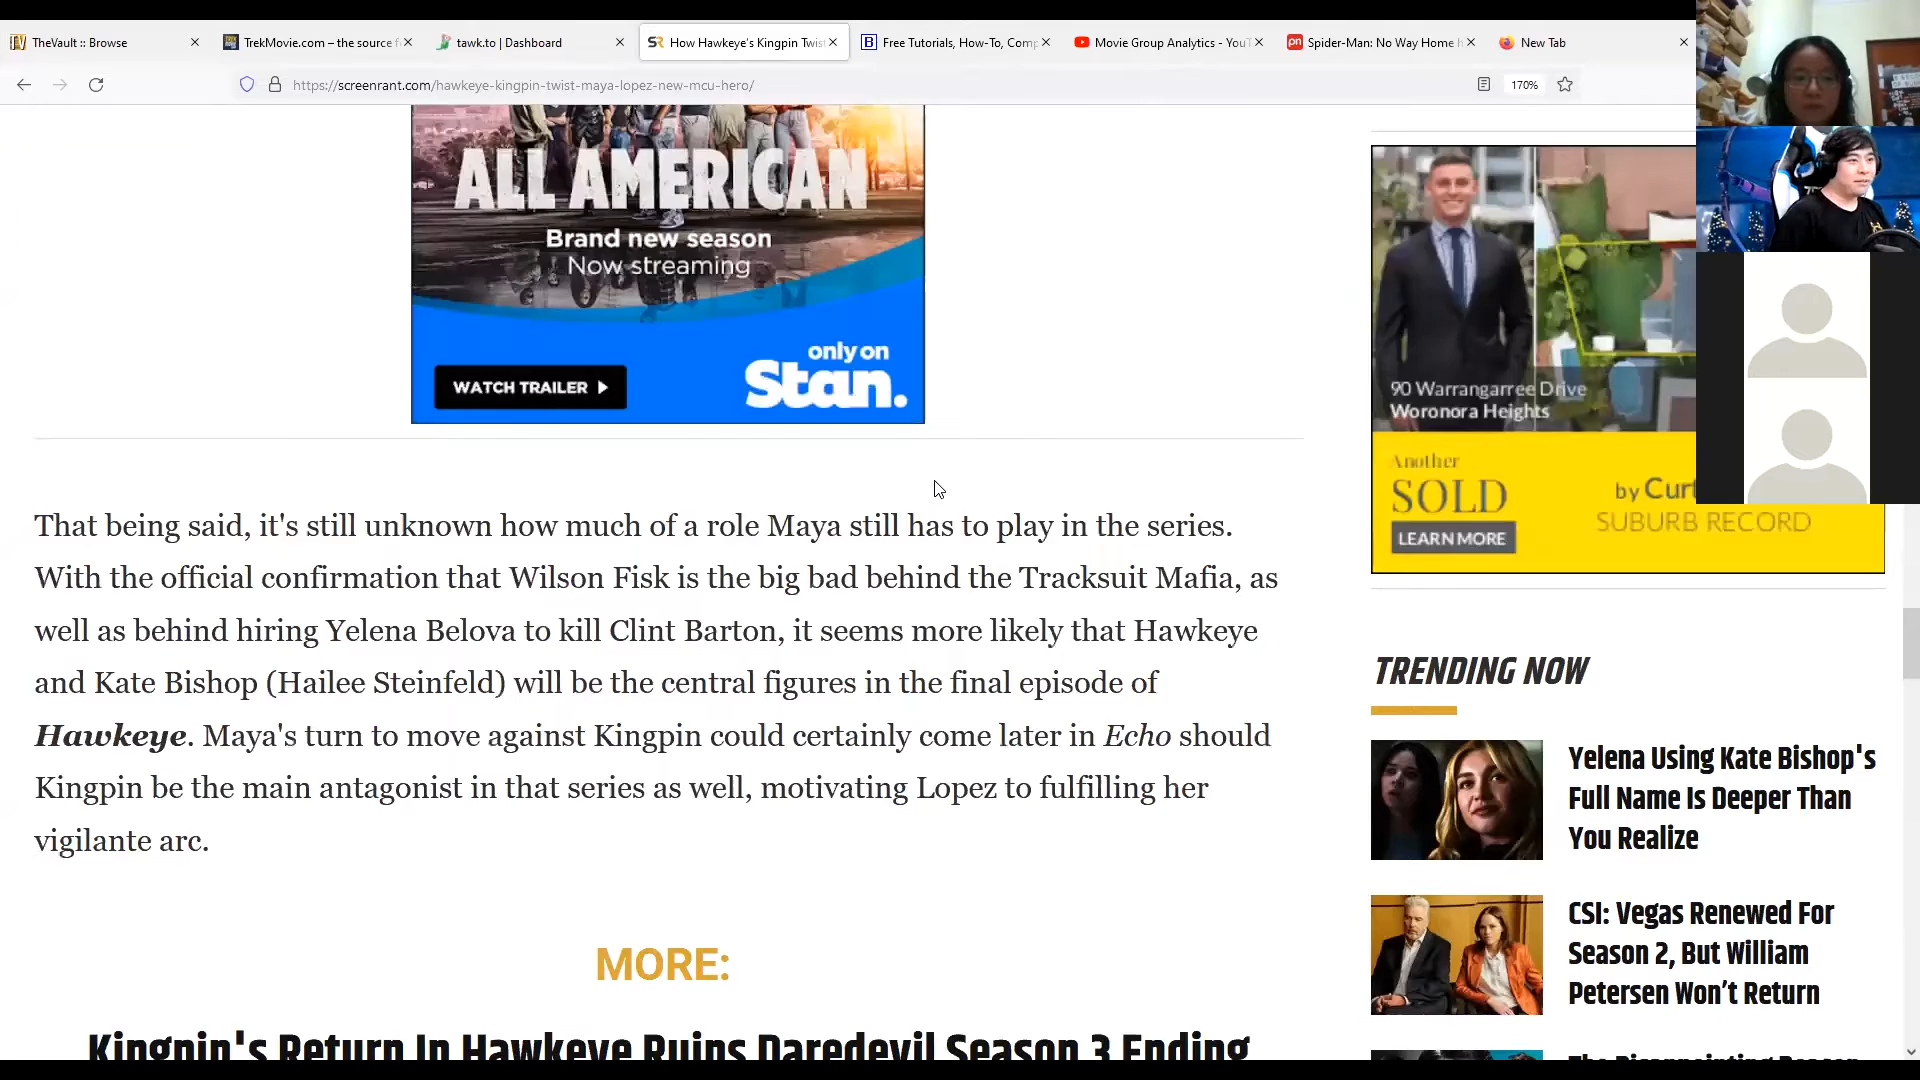 TheVault :: Browse
TrekMovie.com – the source f
tawk.to | Dashboard
How Hawkeye's Kingpin Twist
Free Tutorials, How-To, Comp
Movie Group Analytics - YouT
Spider-Man: No Way Home h
New Tab
https://screenrant.com/hawkeye-kingpin-twist-maya-lopez-new-mcu-hero/
170%
ALL AMERICAN
Brand new season
Now streaming
only on
Stan.
WATCH TRAILER
90 Warrangarree Drive
Woronora Heights
Another
SOLD
by Curt
SUBURB RECORD
LEARN MORE
That being said, it's still unknown how much of a role Maya still has to play in the series.
With the official confirmation that Wilson Fisk is the big bad behind the Tracksuit Mafia, as
well as behind hiring Yelena Belova to kill Clint Barton, it seems more likely that Hawkeye
and Kate Bishop (Hailee Steinfeld) will be the central figures in the final episode of
Hawkeye. Maya's turn to move against Kingpin could certainly come later in Echo should
Kingpin be the main antagonist in that series as well, motivating Lopez to fulfilling her
vigilante arc.
MORE:
Kingpin's Return In Hawkeye Ruins Daredevil Season 3 Ending
TRENDING NOW
Yelena Using Kate Bishop's
Full Name Is Deeper Than
You Realize
CSI: Vegas Renewed For
Season 2, But William
Petersen Won't Return
The Disappointing Reason